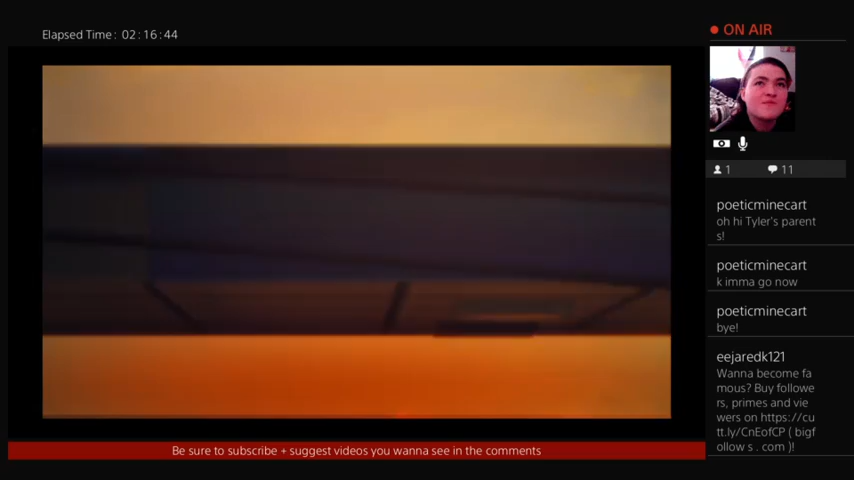 Elapsed Time: 02:16:44
ON AIR
1
11
poeticminecart
oh hi Tyler's parent
s!
poeticminecart
k imma go now
poeticminecart
bye!
eejaredk121
Wanna become fa
mous? Buy followe
rs, primes and vie
wers on https://cu
tt.ly/CnEofCP ( bigf
ollow s . com )!
Be sure to subscribe + suggest videos you wanna see in the comments